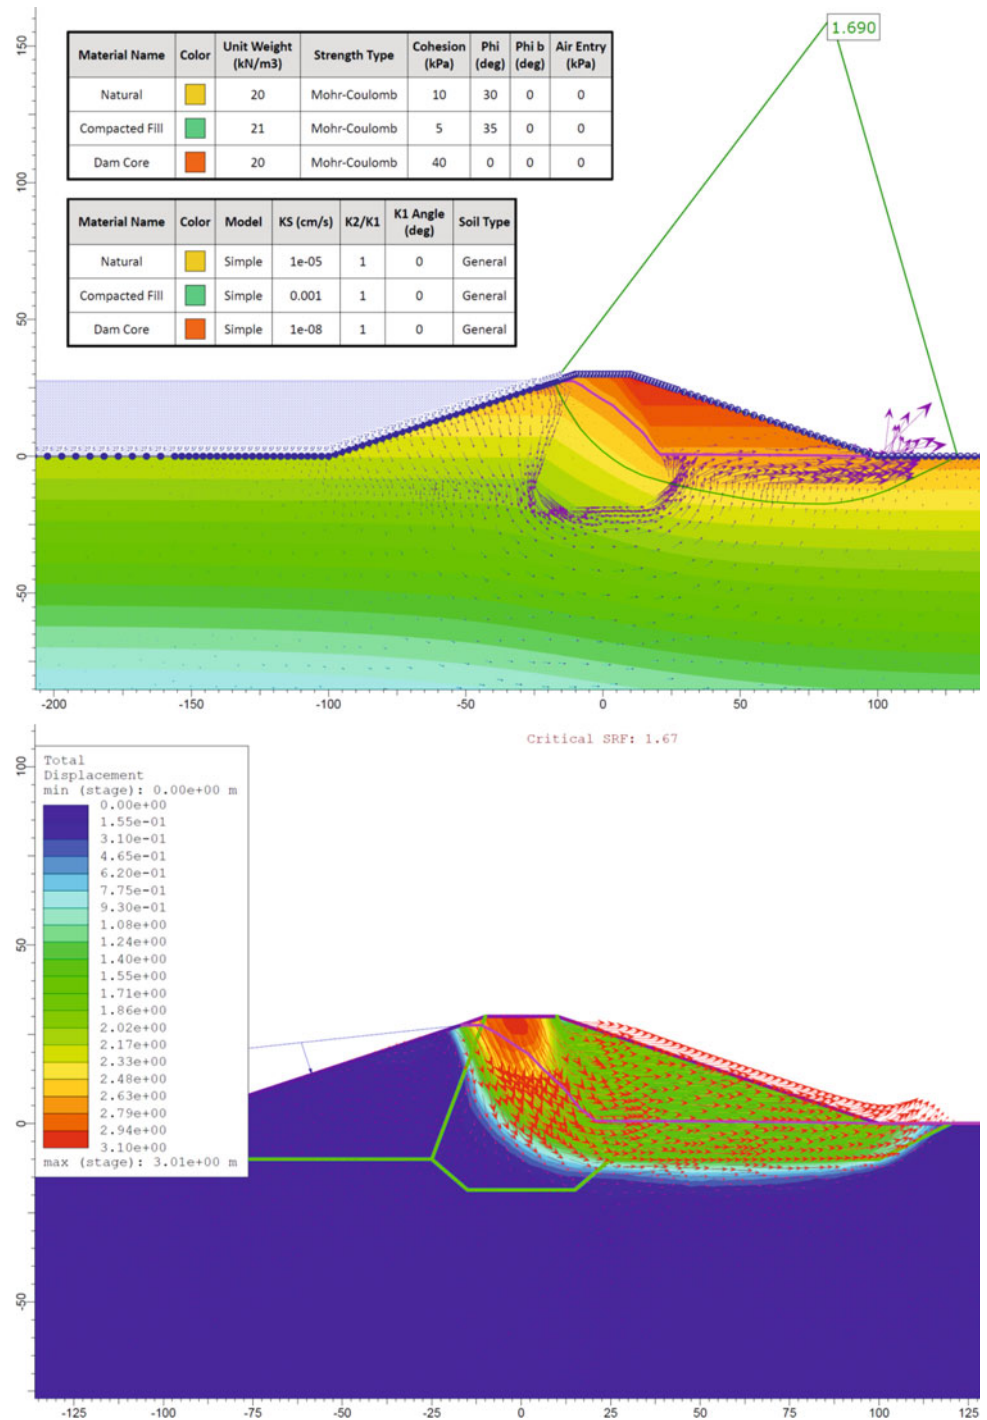 1.690
Material Name Color Unit Weight (kN/m3) Strength Type Cohesion (kPa) Phi (deg) Phi b (deg) Air Entry (kPa)
Natural 20 Mohr-Coulomb 10 30 0 0
Compacted Fill 21 Mohr-Coulomb 5 35 0 0
Dam Core 20 Mohr-Coulomb 40 0 0 0
Material Name Color Model KS (cm/s) K2/K1 K1 Angle (deg) Soil Type
Natural Simple 1e-05 1 0 General
Compacted Fill Simple 0.001 1 0 General
Dam Core Simple 1e-08 1 0 General
150
100
50
0
-50
-200 -150 -100 -50 0 50 100
Critical SRF: 1.67
Total
Displacement
min (stage): 0.00e+00 m
0.00e+00
1.55e-01
3.10e-01
4.65e-01
6.20e-01
7.75e-01
9.30e-01
1.08e+00
1.24e+00
1.40e+00
1.55e+00
1.71e+00
1.86e+00
2.02e+00
2.17e+00
2.33e+00
2.48e+00
2.63e+00
2.79e+00
2.94e+00
3.10e+00
max (stage): 3.01e+00 m
100
50
0
-50
-125 -100 -75 -50 -25 0 25 50 75 100 125